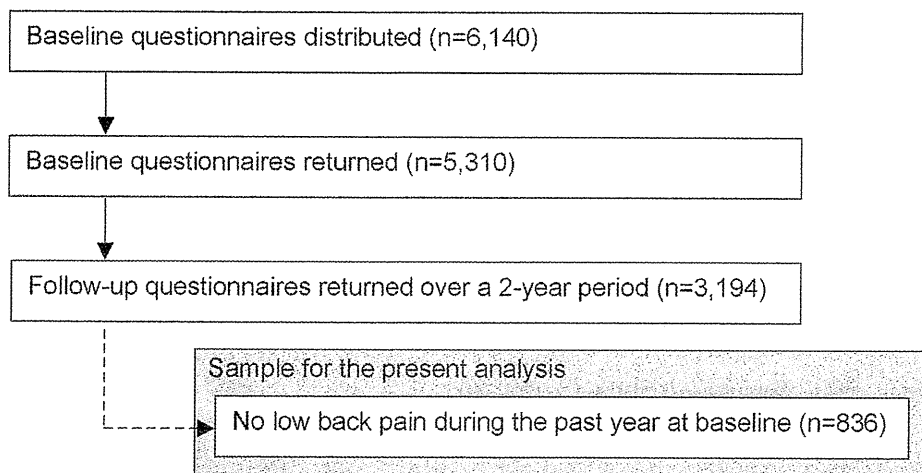 Baseline questionnaires distributed (n=6,140)
Baseline questionnaires returned (n=5,310)
Follow-up questionnaires returned over a 2-year period (n=3,194)
Sample for the present analysis
No low back pain during the past year at baseline (n=836)